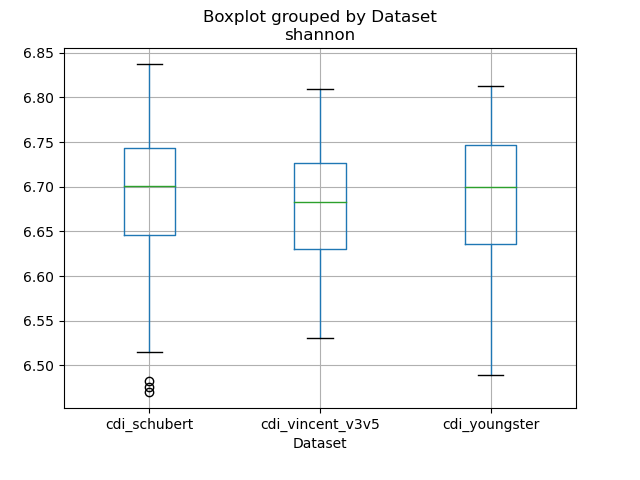 Boxplot grouped by Dataset
shannon
6.85
6.80
6.75
6.70
6.65
6.60
6.55
6.50
cdi_schubert cdi_vincent_v3v5 cdi_youngster
Dataset